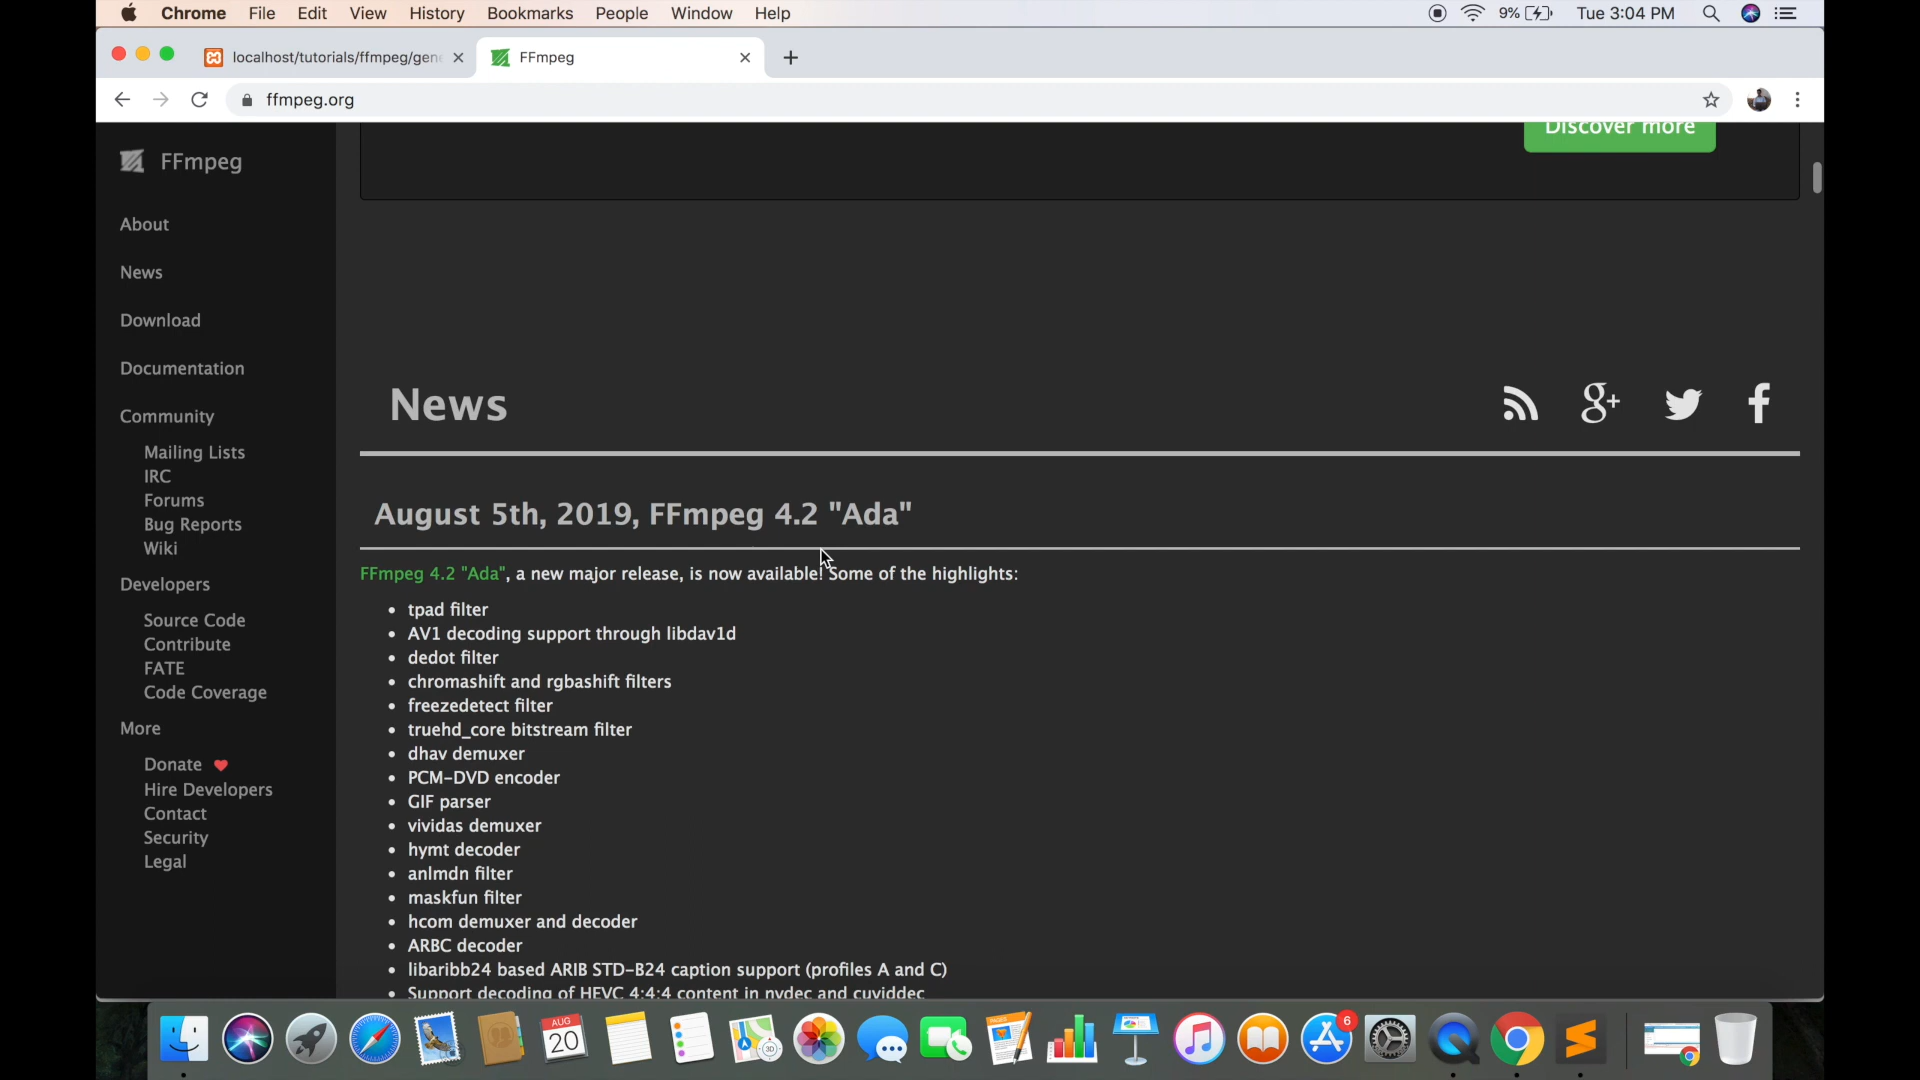 Chrome File Edit View History Bookmarks People Window Help 9% Tue 3:04 PM
localhost/tutorials/ffmpeg/gene FFmpeg
ffmpeg.org
FFmpeg
About
News
Download
Documentation
Community
Mailing Lists
IRC
Forums
Bug Reports
Wiki
Developers
Source Code
Contribute
FATE
Code Coverage
More
Donate
Hire Developers
Contact
Security
Legal
Discover more
News
g+
August 5th, 2019, FFmpeg 4.2 "Ada"
FFmpeg 4.2 "Ada", a new major release, is now available! Some of the highlights:
• tpad filter
• AV1 decoding support through libdav1d
• dedot filter
• chromashift and rgbashift filters
• freezedetect filter
• truehd_core bitstream filter
• dhav demuxer
• PCM-DVD encoder
• GIF parser
• vividas demuxer
• hymt decoder
• anlmdn filter
• maskfun filter
• hcom demuxer and decoder
• ARBC decoder
• libaribb24 based ARIB STD-B24 caption support (profiles A and C)
• Support decoding of HEVC 4:4:4 content in nvdec and cuviddec
AUG
20
3D
PAGES
6